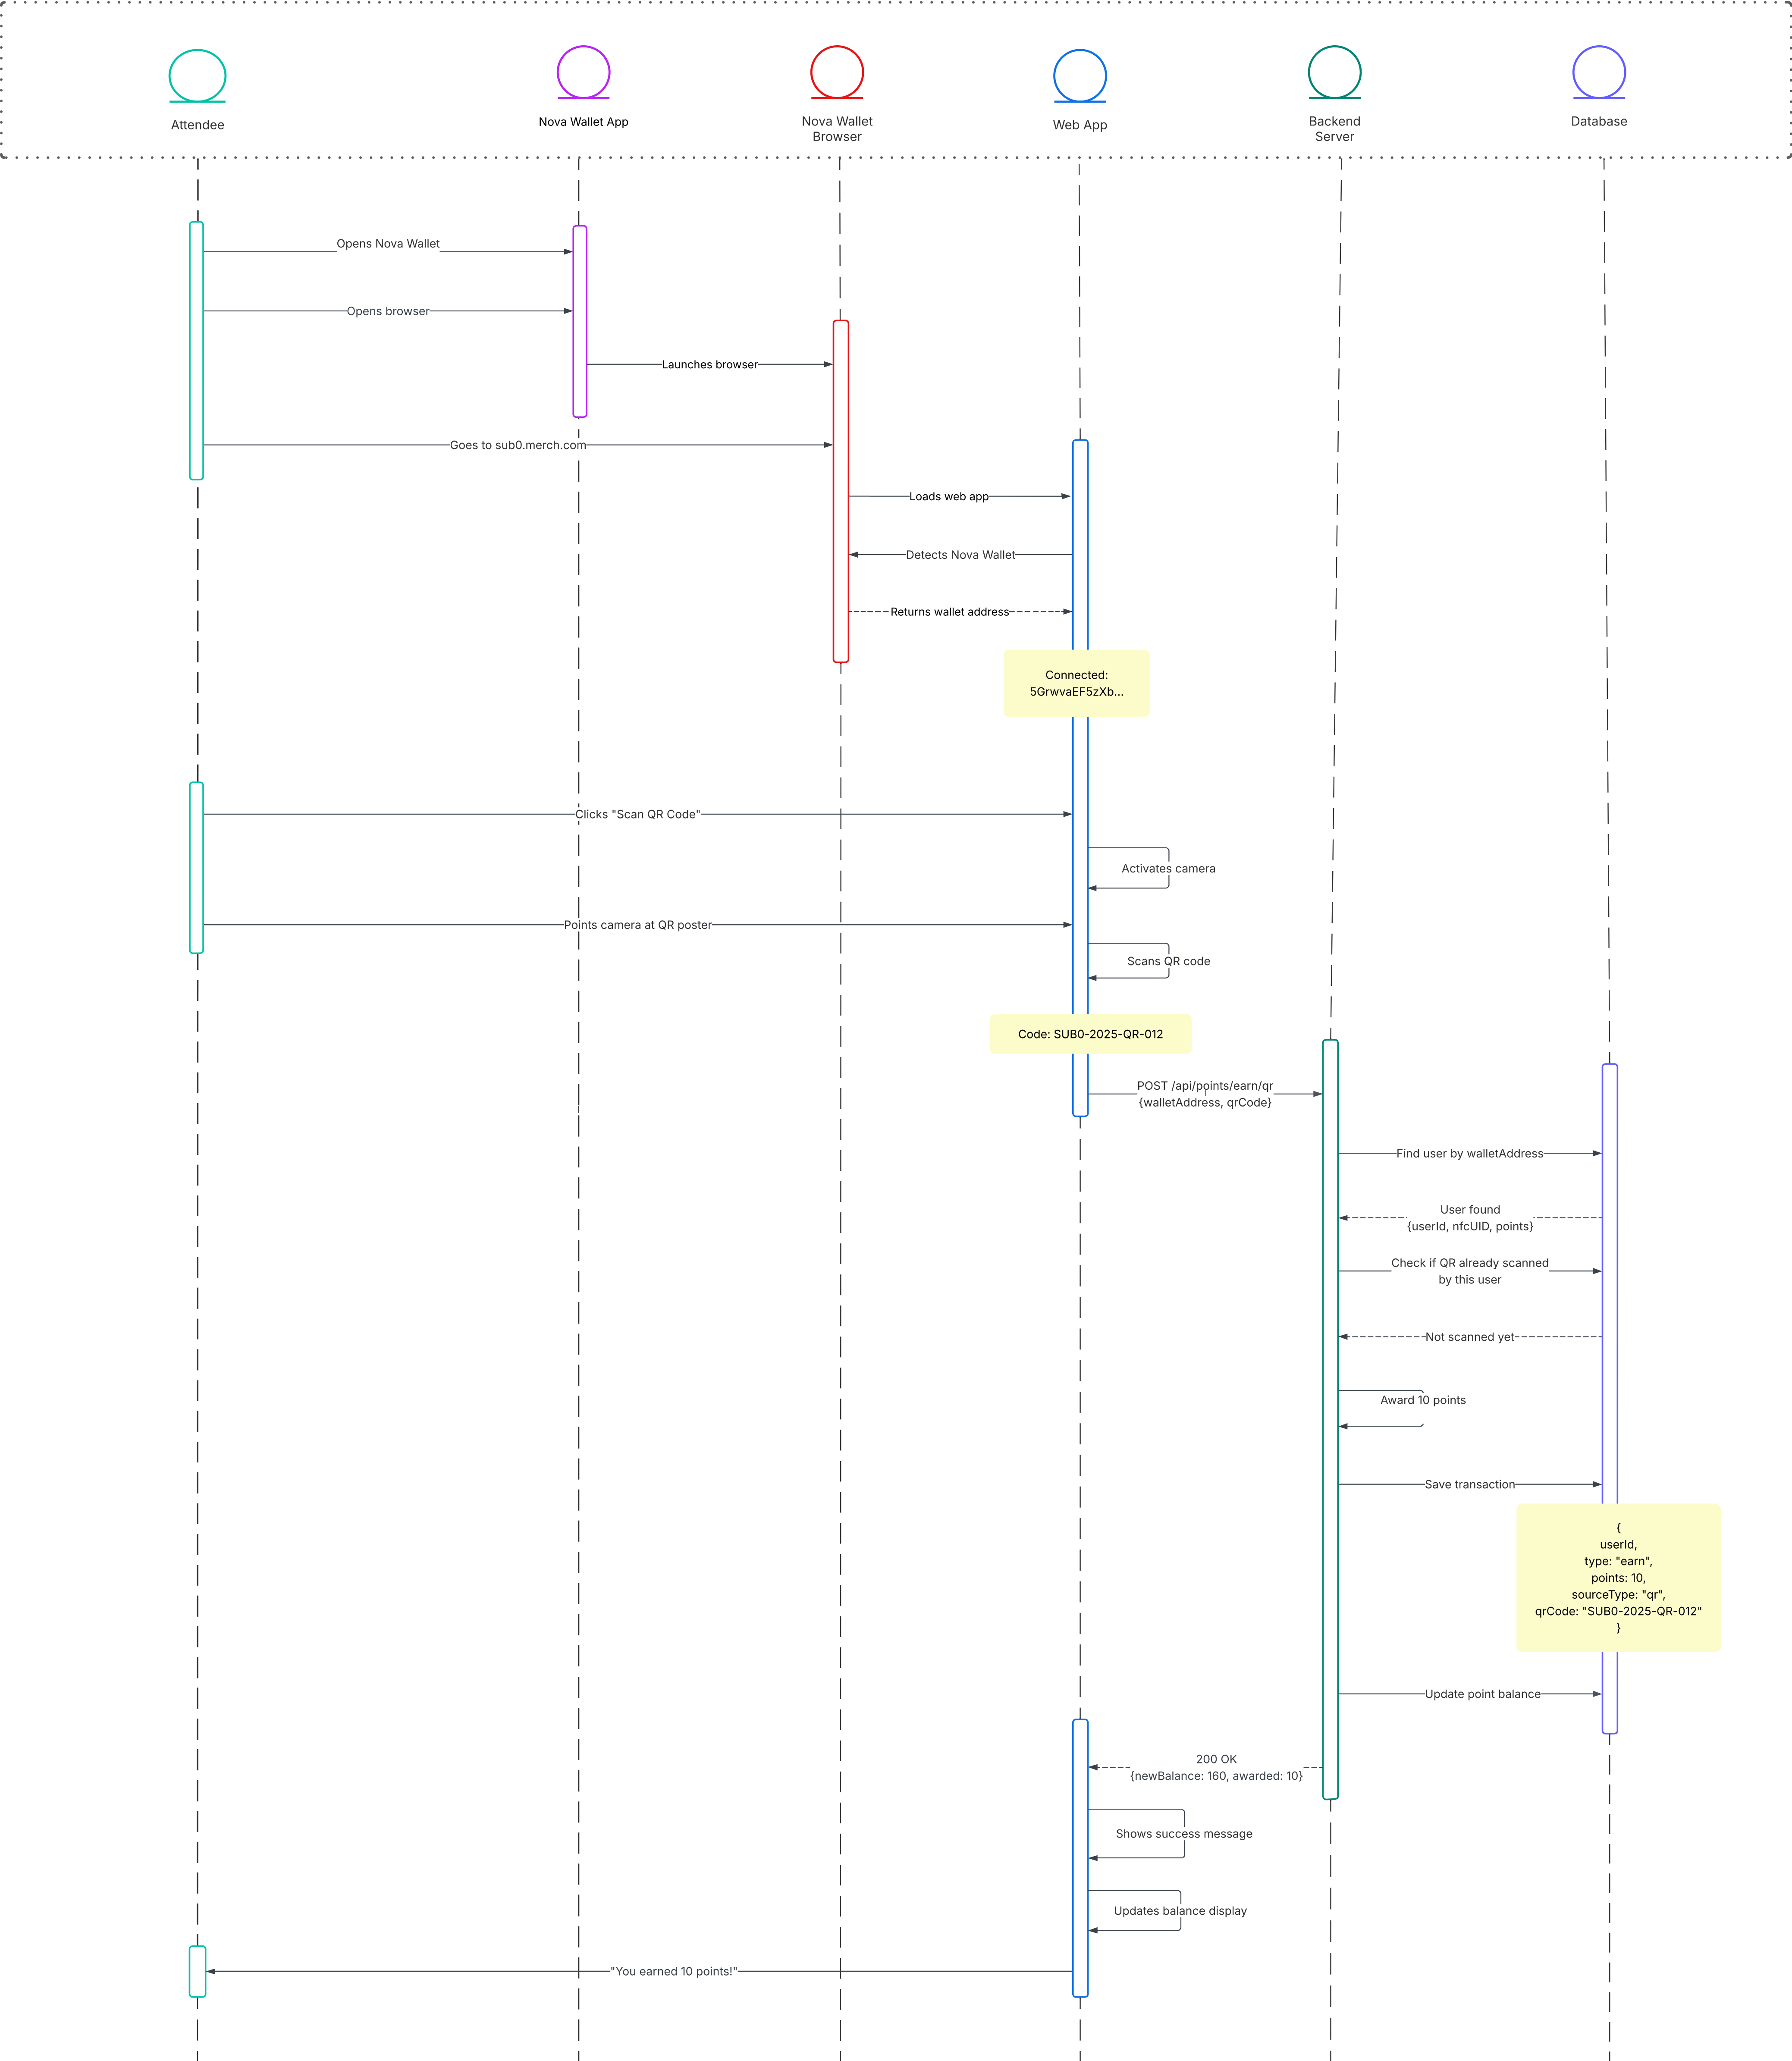 Attendee
Nova Wallet App
Nova Wallet
Browser
Web App
Backend
Server
Database
Opens Nova Wallet
Opens browser
Launches browser
Goes to sub0.merch.com
Loads web app
Detects Nova Wallet
Returns wallet address
Connected:
5GrwvaEF5zXb...
Clicks "Scan QR Code"
Activates camera
Points camera at QR poster
Scans QR code
Code: SUB0-2025-QR-012
POST /api/points/earn/qr
{walletAddress, qrCode}
Find user by walletAddress
User found
{userId, nfcUID, points}
Check if QR already scanned
by this user
Not scanned yet
Award 10 points
Save transaction
{
userId,
type: "earn",
points: 10,
sourceType: "qr",
qrCode: "SUB0-2025-QR-012"
}
Update point balance
200 OK
{newBalance: 160, awarded: 10}
Shows success message
Updates balance display
"You earned 10 points!"